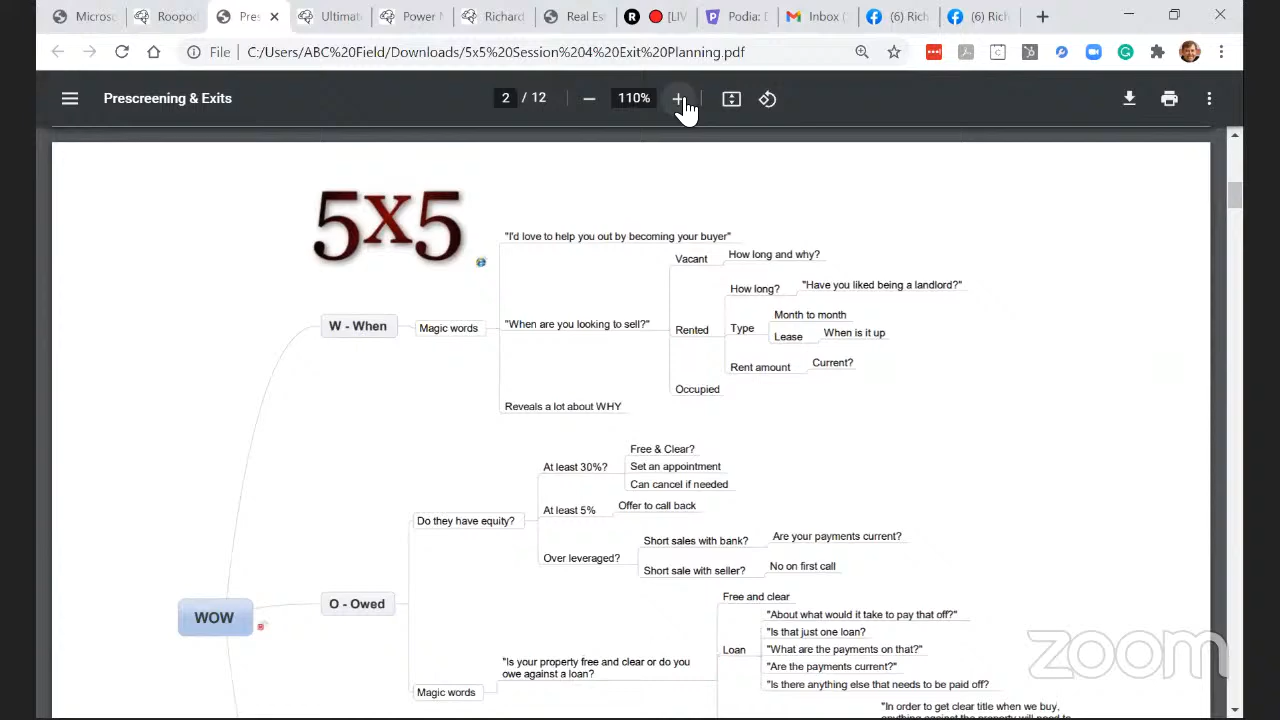 Micros
Roopod
Pres
Ultimate
Power N
Richard
Real Es
R
[LIV
Podia: D
Inbox (
(6) Rich
(6) Rich
File
C:/Users/ABC%20Field/Downloads/5x5%20Session%204%20Exit%20Planning.pdf
Prescreening & Exits
2 / 12
110%
5x5
"I'd love to help you out by becoming your buyer"
Vacant
How long and why?
How long?
"Have you liked being a landlord?"
W - When
Magic words
"When are you looking to sell?"
Rented
Type
Month to month
Lease
When is it up
Rent amount
Current?
Occupied
Reveals a lot about WHY
Free & Clear?
At least 30%?
Set an appointment
Can cancel if needed
At least 5%
Offer to call back
Do they have equity?
Over leveraged?
Short sales with bank?
Are your payments current?
Short sale with seller?
No on first call
WOW
O - Owed
Free and clear
"About what would it take to pay that off?"
"Is that just one loan?
Loan
"What are the payments on that?"
"Are the payments current?"
"Is there anything else that needs to be paid off?
"Is your property free and clear or do you
owe against a loan?
Magic words
"In order to get clear title when we buy,
anything against the property will need to
zoom